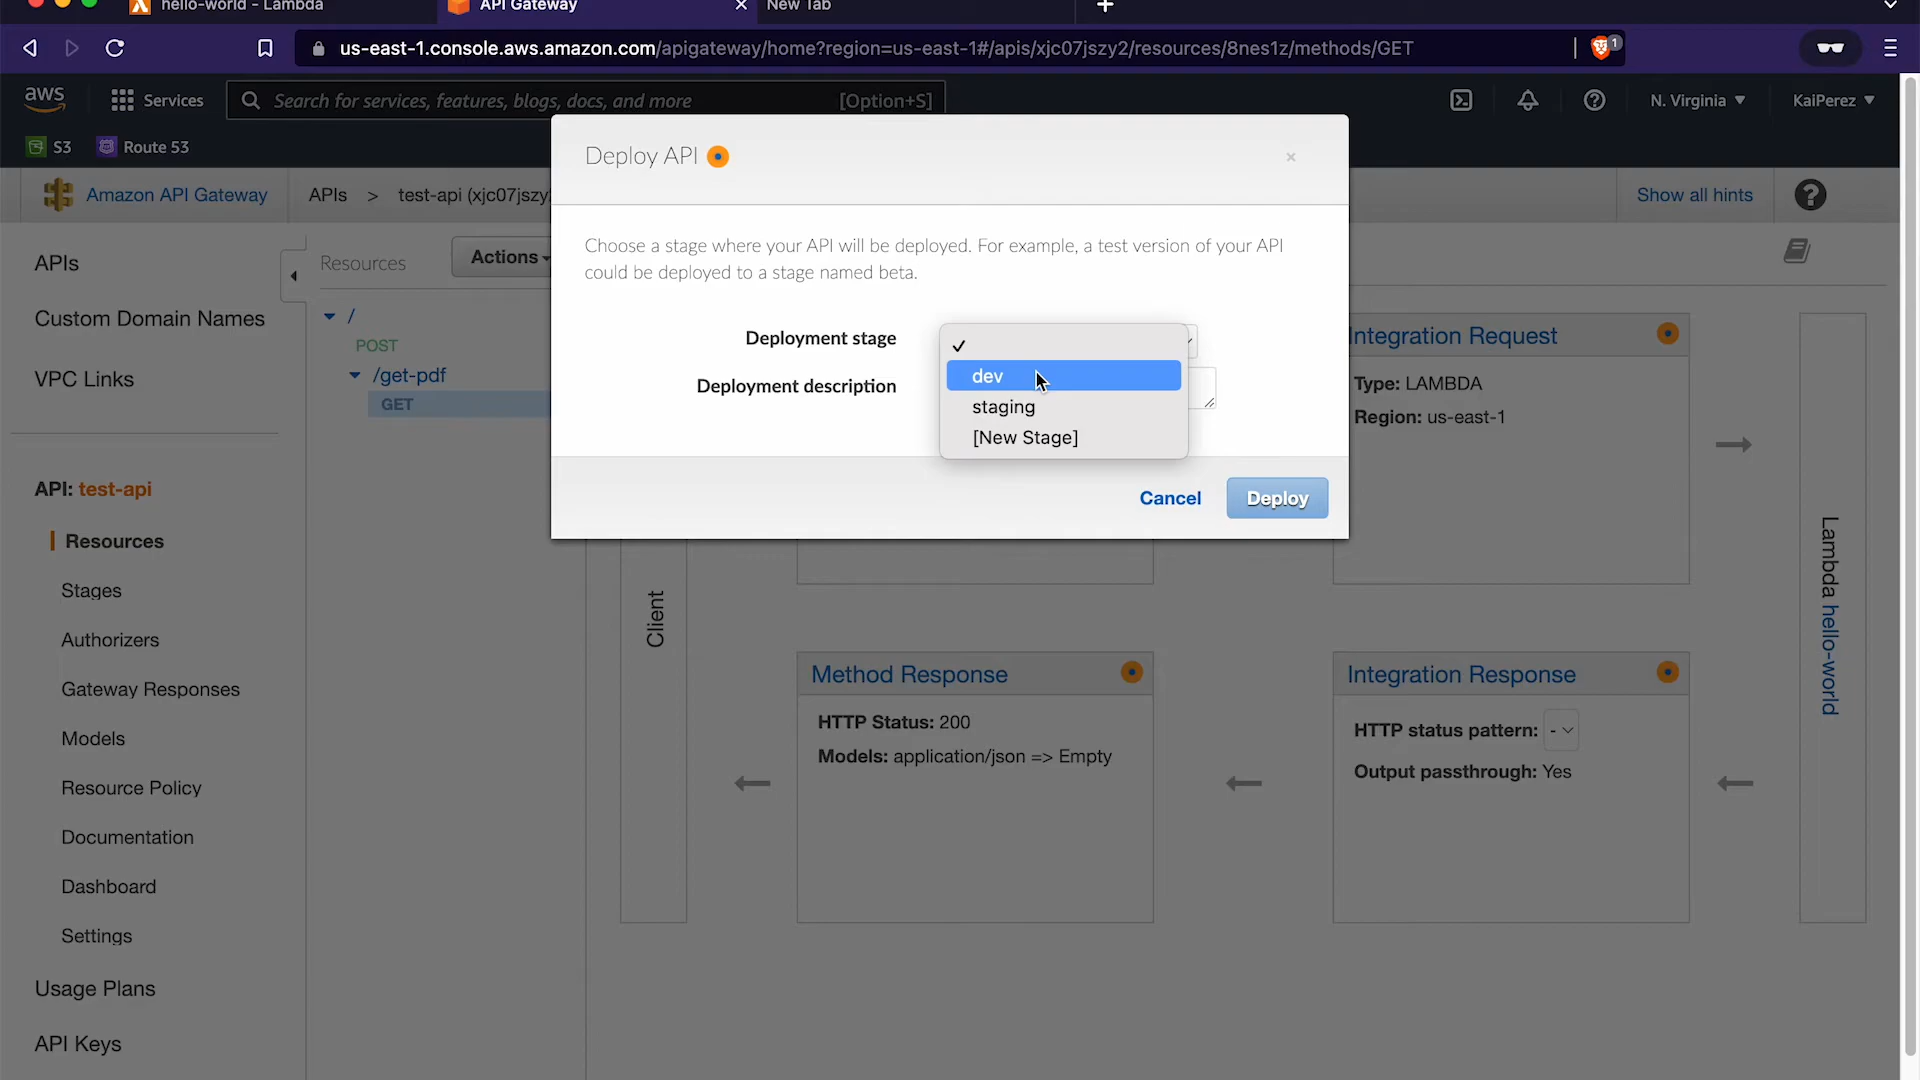 hello-world - Lambda
API Gateway
New Tab
us-east-1.console.aws.amazon.com/apigateway/home?region=us-east-1#/apis/xjc07jszy2/resources/8nes1z/methods/GET
1
aws
Services
Search for services, features, blogs, docs, and more
[Option+S]
N. Virginia
KaiPerez
S3
Route 53
Deploy API
Amazon API Gateway
APIs > test-api (xjc07jszy
Show all hints
?
Choose a stage where your API will be deployed. For example, a test version of your API
could be deployed to a stage named beta.
Deployment stage
Deployment description
dev
staging
[New Stage]
Cancel
Deploy
APIs
Custom Domain Names
VPC Links
API: test-api
Resources
Stages
Authorizers
Gateway Responses
Models
Resource Policy
Documentation
Dashboard
Settings
Usage Plans
API Keys
Resources
Actions
/
POST
/get-pdf
GET
Client
Integration Request
Type: LAMBDA
Region: us-east-1
Lambda hello-world
Method Response
HTTP Status: 200
Models: application/json => Empty
Integration Response
HTTP status pattern: -
Output passthrough: Yes